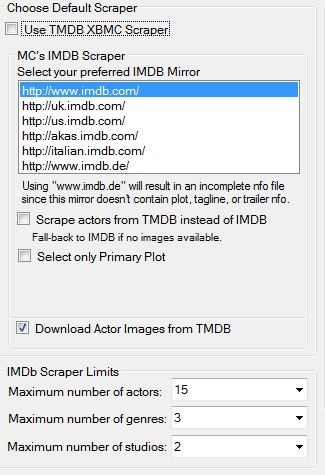 Choose Default Scraper
Use TMDB XBMC Scraper
MC's IMDB Scraper
Select your preferred IMDB Mirror
http://www.imdb.com/
http://uk.imdb.com/
http://us.imdb.com/
http://akas.imdb.com/
http://italian.imdb.com/
http://www.imdb.de/
Using "www.imdb.de" will result in an incomplete nfo file
since this mirror doesn't contain plot, tagline, or trailer nfo.
Scrape actors from TMDB instead of IMDB
Fall-back to IMDB if no images available.
Select only Primary Plot
Download Actor Images from TMDB
IMDb Scraper Limits
Maximum number of actors: 15
Maximum number of genres: 3
Maximum number of studios: 2